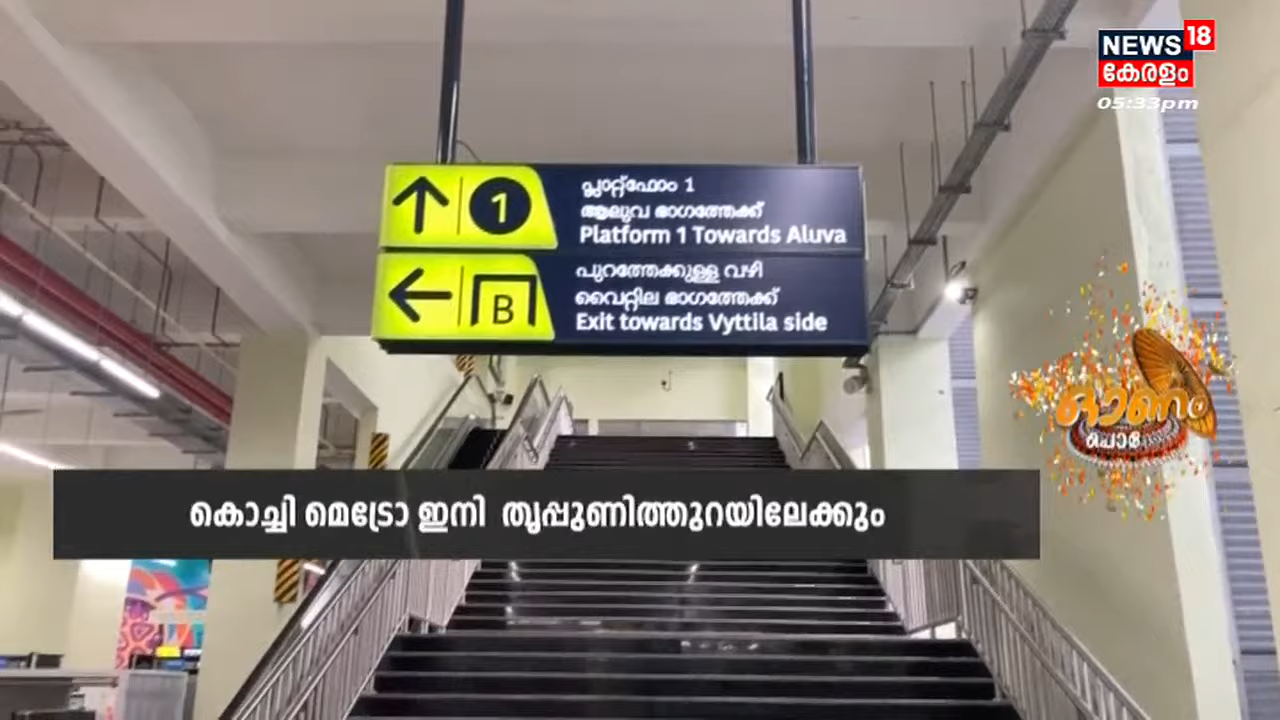 NEWS 18
കേരളം
05:33pm
1
പ്ലാറ്റ്ഫോം 1
ആലുവ ഭാഗത്തേക്ക്
Platform 1 Towards Aluva
B
പുറത്തേക്കുള്ള വഴി
വൈറ്റില ഭാഗത്തേക്ക്
Exit towards Vyttila side
ഓണം
കൊച്ചി മെട്രോ ഇനി തൃപ്പുണിത്തുറയിലേക്കും